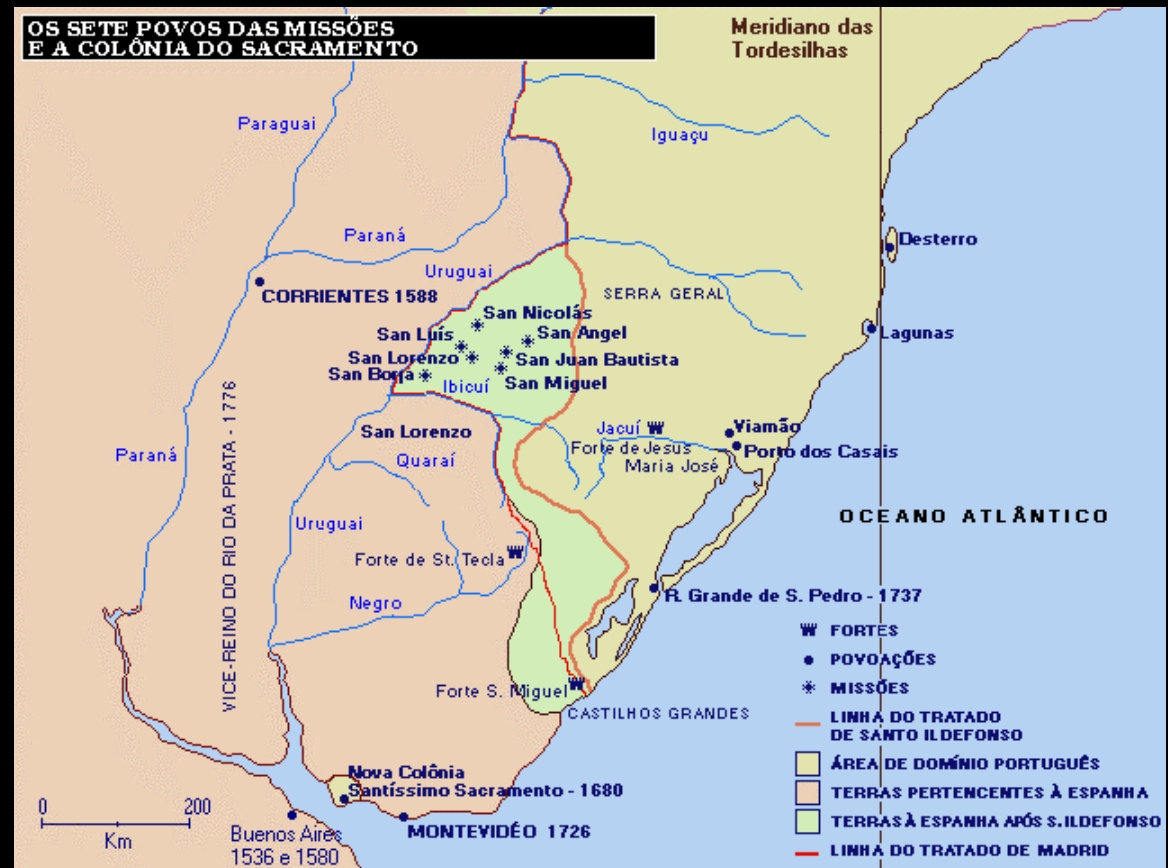 OS SETE POVOS DAS MISSÕES
E A COLÔNIA DO SACRAMENTO
Meridiano das
Tordesilhas
Paraguai
Iguaçu
Paraná
Desterro
Uruguai
CORRIENTES 1588
SERRA GERAL
San Nicolás
San Luís
San Angel
Lagunas
San Lorenzo
San Juan Bautista
San Borja
Ibicuí
San Miguel
San Lorenzo
Jacuí
Viamão
Forte de Jesus
Maria José
Porto dos Casais
Paraná
Quaraí
VICE-REINO DO RIO DA PRATA - 1776
Uruguai
OCEANO ATLÂNTICO
Forte de St. Tecla
Negro
R. Grande de S. Pedro - 1737
FORTES
POVOAÇÕES
MISSÕES
Forte S. Miguel
CASTILHOS GRANDES
LINHA DO TRATADO
DE SANTO ILDEFONSO
ÁREA DE DOMÍNIO PORTUGUÊS
Nova Colônia
Santíssimo Sacramento - 1680
TERRAS PERTENCENTES À ESPANHA
0 200
Km
TERRAS À ESPANHA APÓS S.ILDEFONSO
Buenos Aires
1536 e 1580
MONTEVIDÉO 1726
LINHA DO TRATADO DE MADRID